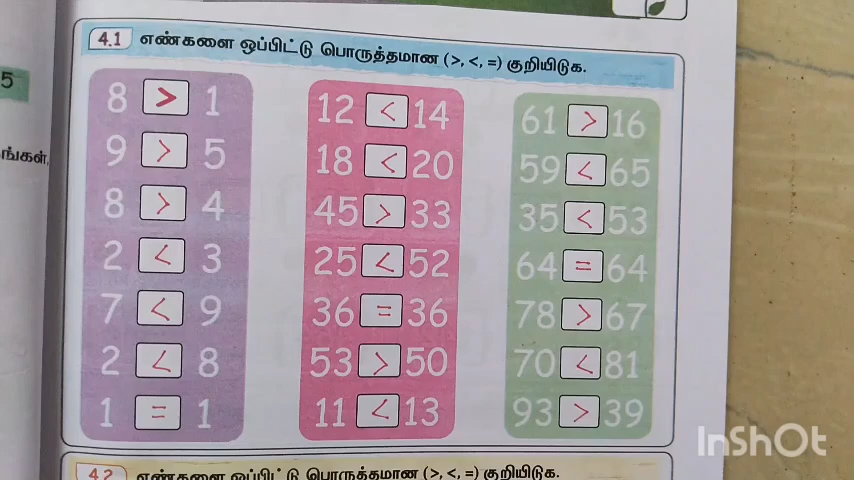 5
ங்கள்,
4.1 எண்களை ஒப்பிட்டு பொருத்தமான (>, <, =) குறியிடுக.
8 > 1
9 > 5
8 > 4
2 < 3
7 < 9
2 < 8
1 = 1
12 < 14
18 < 20
45 > 33
25 < 52
36 = 36
53 > 50
11 < 13
61 > 16
59 < 65
35 < 53
64 = 64
78 > 67
70 < 81
93 > 39
4.2 எண்களை ஒப்பிட்டு பொருத்தமான (>, <, =) குறியிடுக.
InShOt